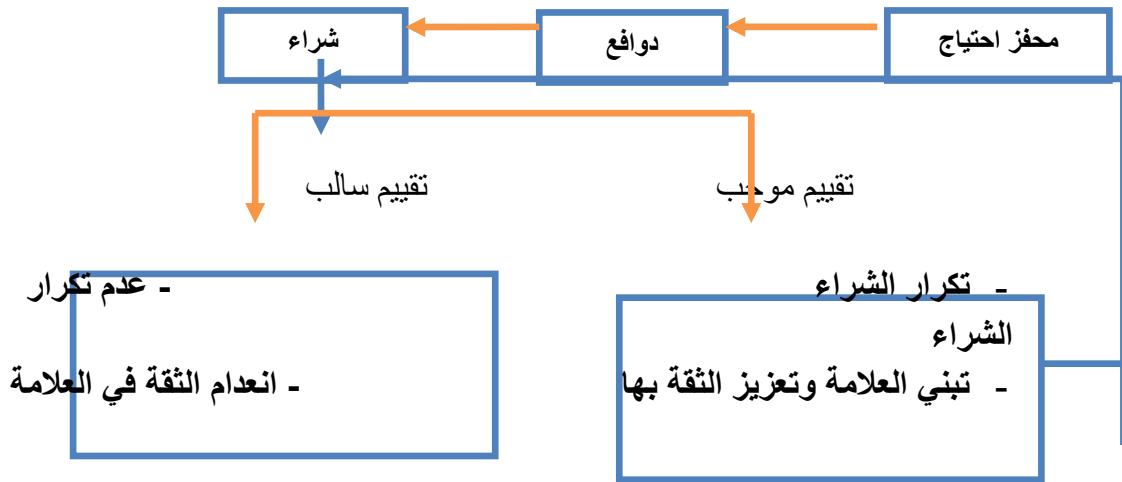 محفز احتياج
دوافع
شراء
تقييم موجب
تقييم سالب
- تكرار الشراء
- عدم تكرار
الشراء
- تبني العلامة وتعزيز الثقة بها
- انعدام الثقة في العلامة